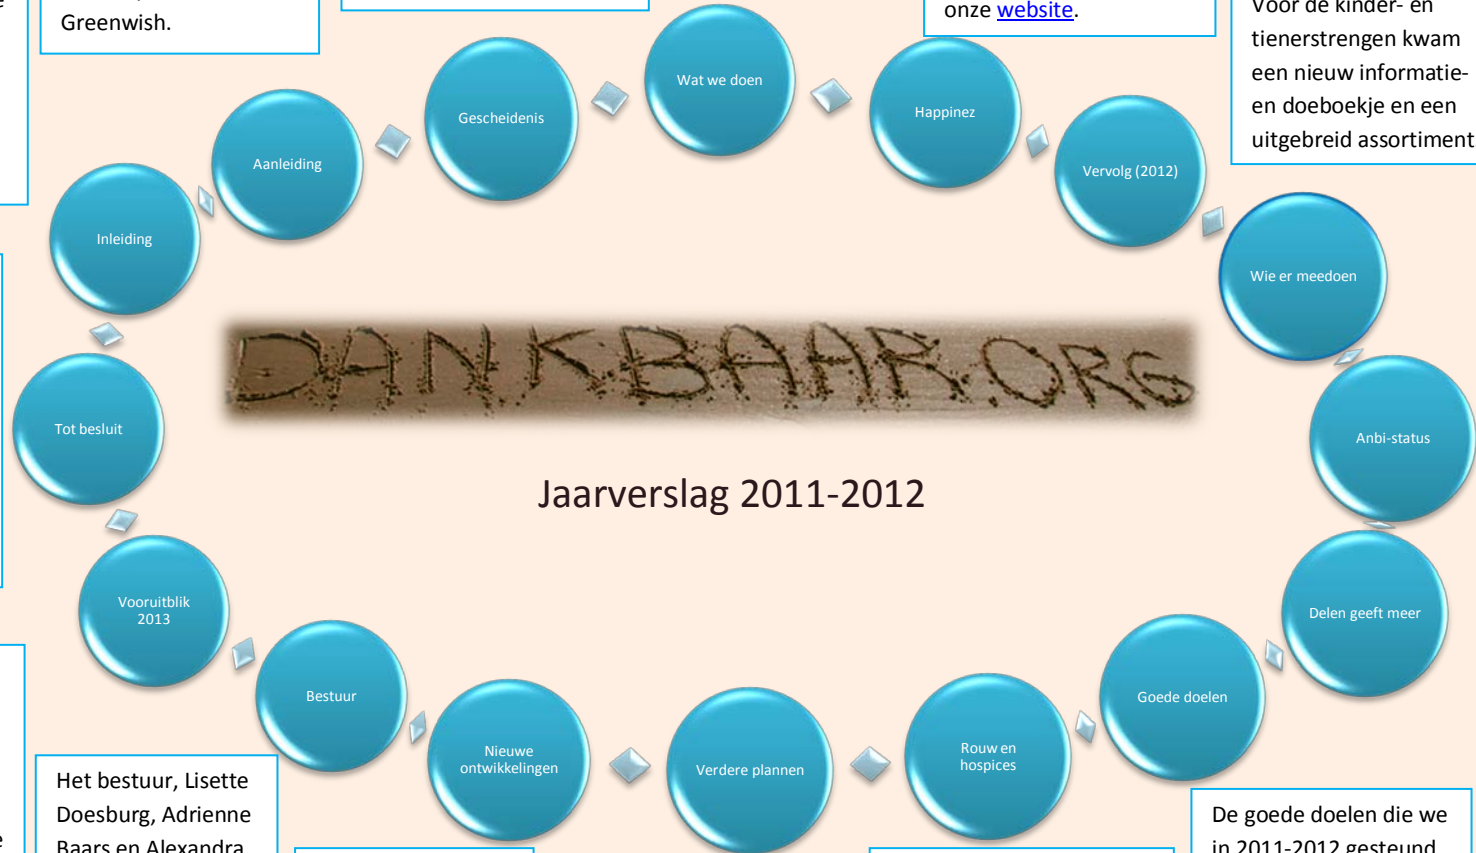 Greenwish.
onze website.
Voor de kinder- en
tienerstrengen kwam
een nieuw informatie-
en doeboekje en een
uitgebreid assortiment
Wat we doen
Gescheidenis
Happinez
Aanleiding
Vervolg (2012)
Inleiding
Wie er meedoen
DANKBAAR.ORG
Tot besluit
Anbi-status
Jaarverslag 2011-2012
Vooruitblik
2013
Delen geeft meer
Bestuur
Goede doelen
Nieuwe
ontwikkelingen
Verdere plannen
Rouw en
hospices
Het bestuur, Lisette
Doesburg, Adrienne
Baars en Alexandra
De goede doelen die we
in 2011-2012 gesteund